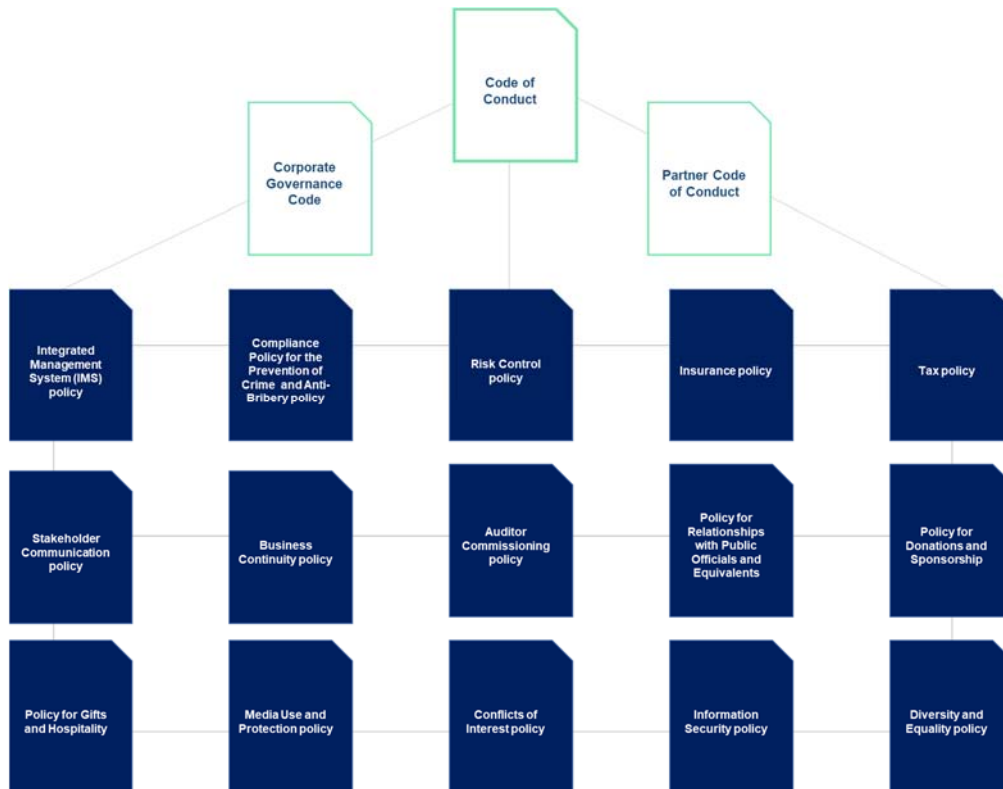 Code of
Conduct
Corporate
Governance
Code
Partner Code
of Conduct
Integrated
Management
System (IMS)
policy
Compliance
Policy for the
Prevention of
Crime and Anti-
Bribery policy
Risk Control
policy
Insurance policy
Tax policy
Stakeholder
Communication
policy
Business
Continuity policy
Auditor
Commissioning
policy
Policy for
Relationships
with Public
Officials and
Equivalents
Policy for
Donations and
Sponsorship
Policy for Gifts
and Hospitality
Media Use and
Protection policy
Conflicts of
Interest policy
Information
Security policy
Diversity and
Equality policy